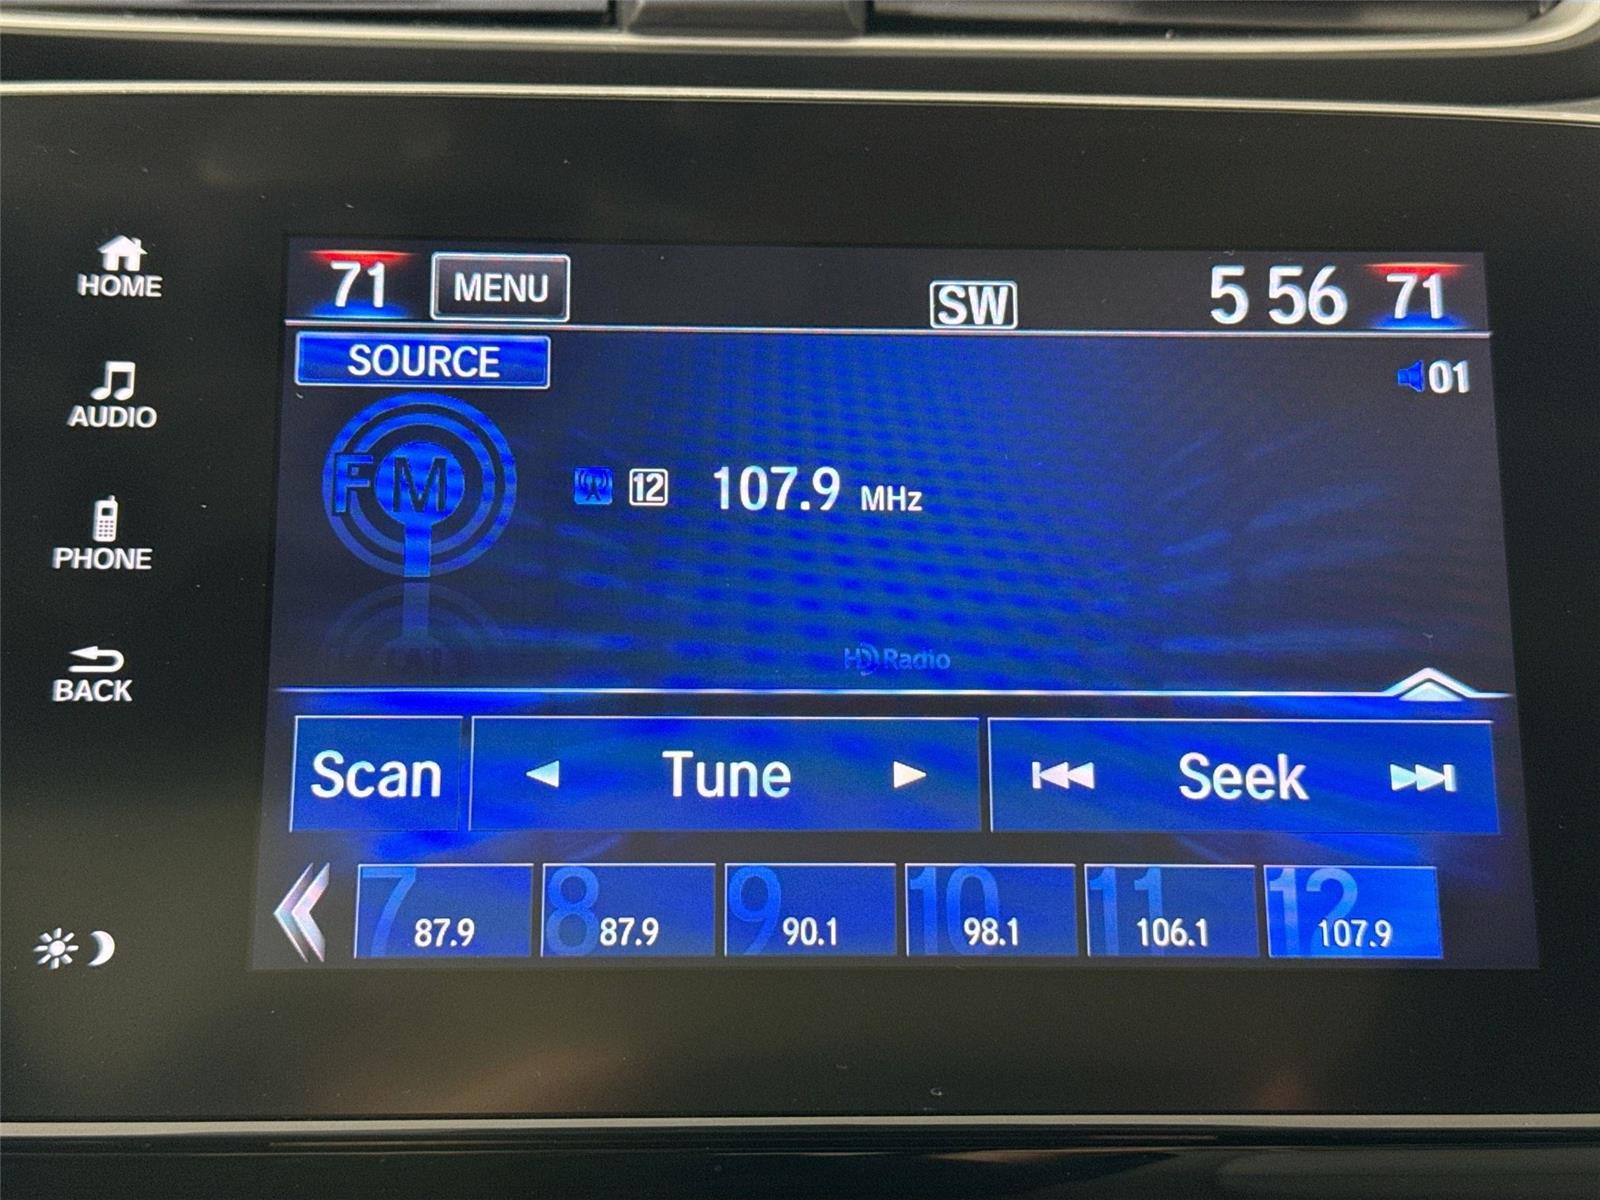 HOME
AUDIO
PHONE
BACK
71 MENU SW 5 56 71
SOURCE
01
FM
12 107.9 MHz
HD Radio
Scan Tune Seek
7 8 9 10 11 12
87.9 87.9 90.1 98.1 106.1 107.9